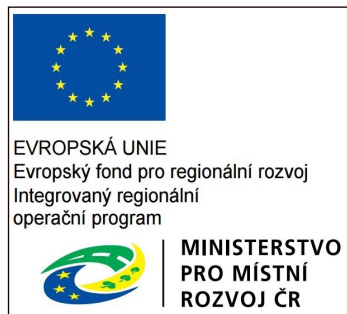 EVROPSKÁ UNIE
Evropský fond pro regionální rozvoj
Integrovaný regionální
operační program
MINISTERSTVO
PRO MÍSTNÍ
ROZVOJ ČR